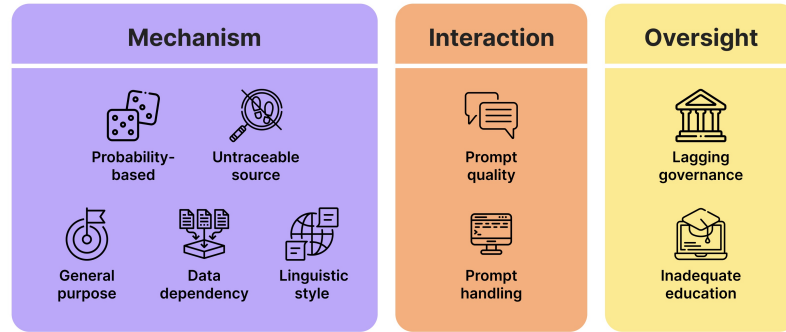 Mechanism
Interaction
Oversight
Probability-
based
Untraceable
source
General
purpose
Data
dependency
Linguistic
style
Prompt
quality
Prompt
handling
Lagging
governance
Inadequate
education